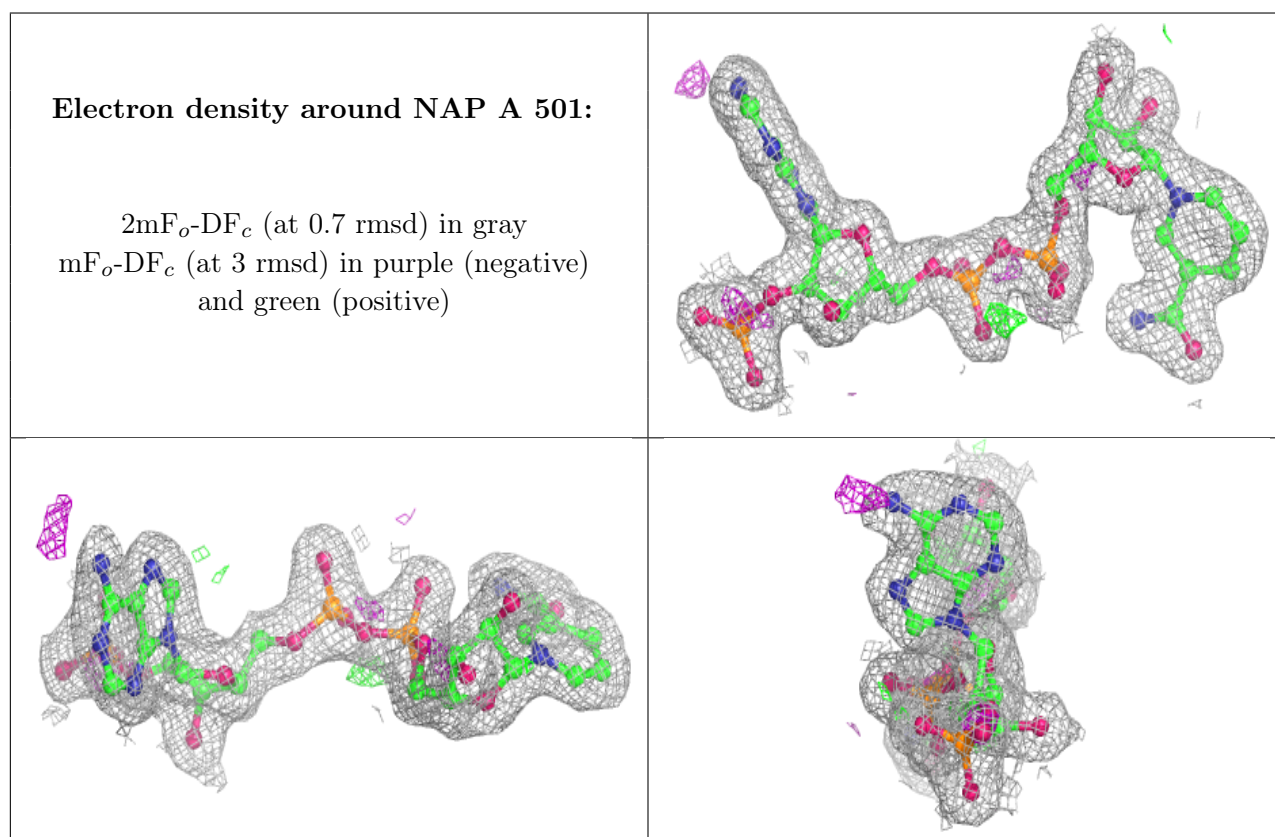 Electron density around NAP A 501:
2mFo-DFc (at 0.7 rmsd) in gray
mFo-DFc (at 3 rmsd) in purple (negative)
and green (positive)